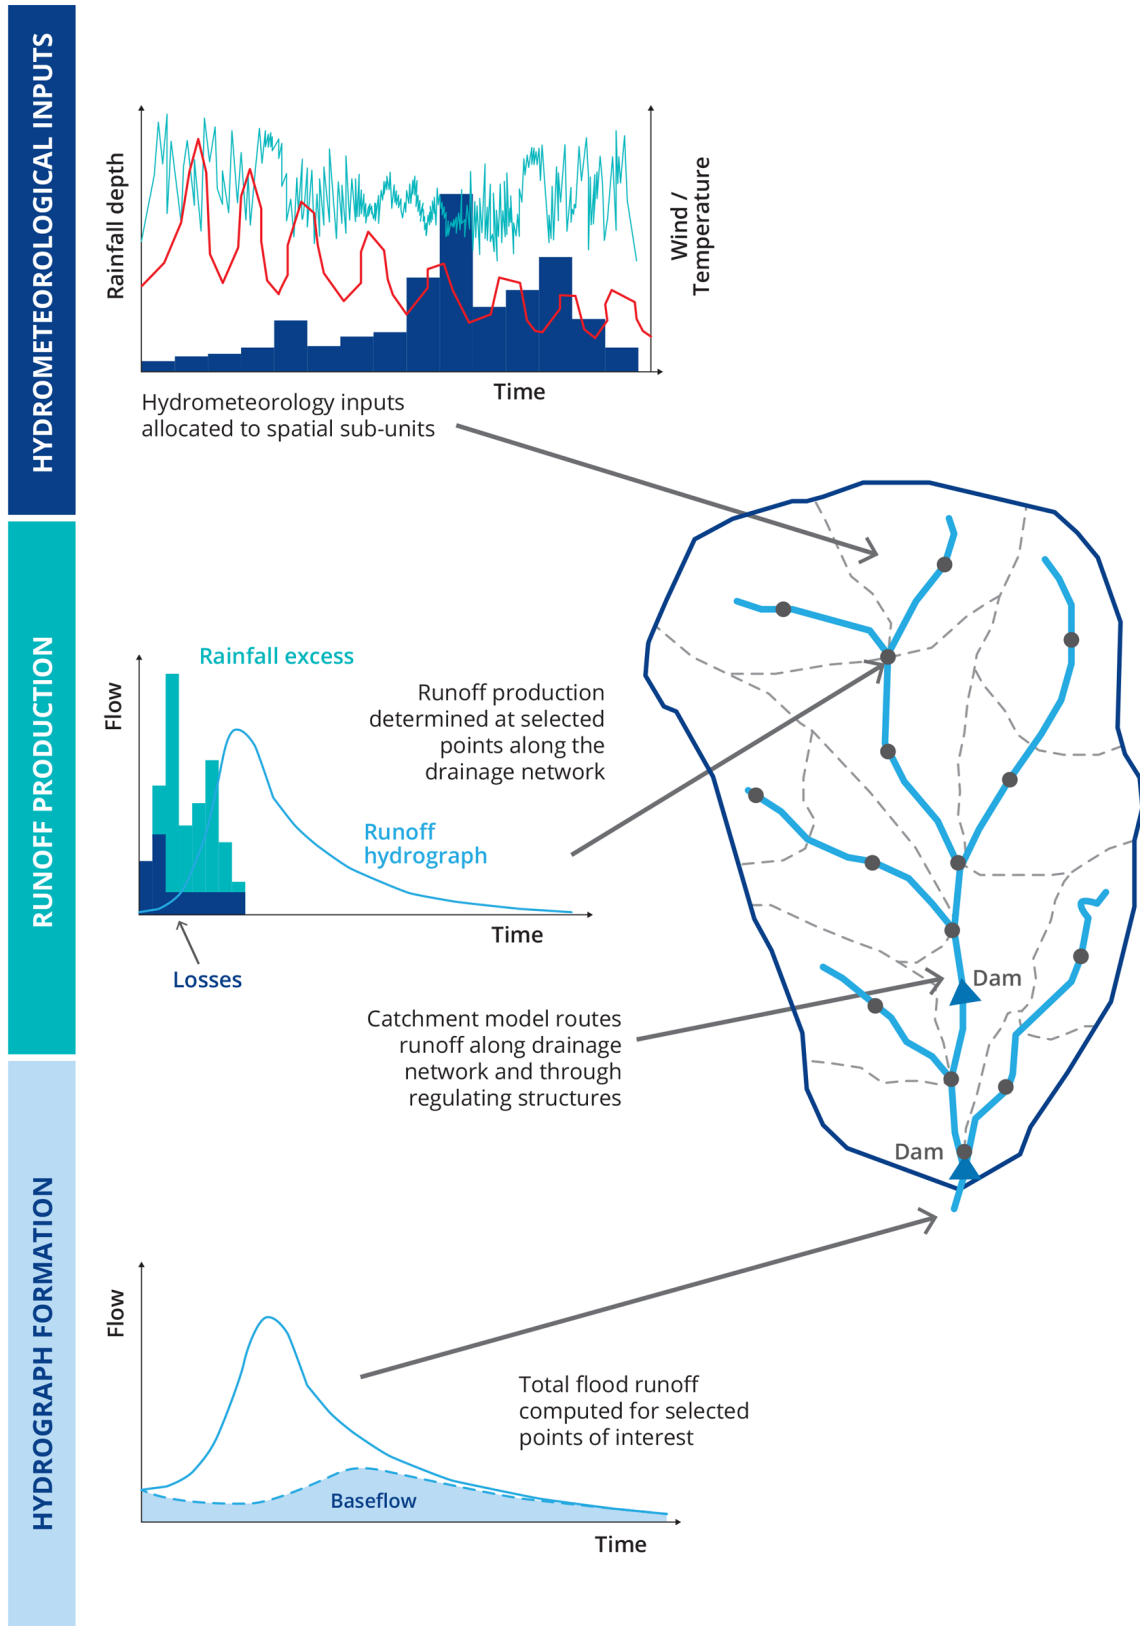 HYDROMETEOROLOGICAL INPUTS
Rainfall depth
Wind /
Temperature
Time
Hydrometeorology inputs
allocated to spatial sub-units
RUNOFF PRODUCTION
Rainfall excess
Flow
Runoff production
determined at selected
points along the
drainage network
Runoff
hydrograph
Time
Losses
Dam
Catchment model routes
runoff along drainage
network and through
regulating structures
Dam
HYDROGRAPH FORMATION
Flow
Total flood runoff
computed for selected
points of interest
Baseflow
Time